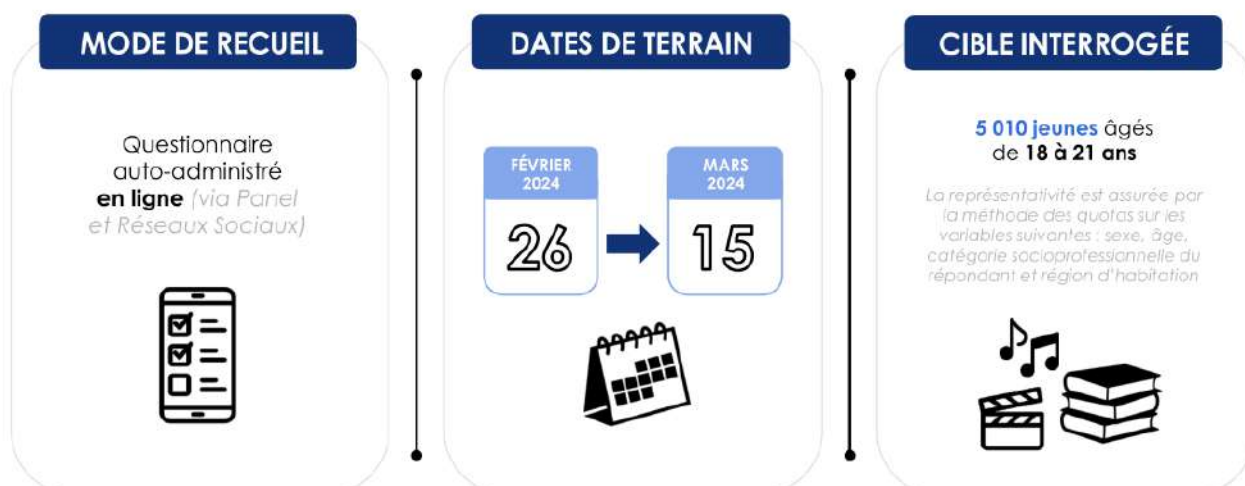 MODE DE RECUEIL
Questionnaire
auto-administré
en ligne (via Panel
et Réseaux Sociaux)
DATES DE TERRAIN
FÉVRIER
2024
26
MARS
2024
15
CIBLE INTERROGÉE
5 010 jeunes âgés
de 18 à 21 ans
La représentativité est assurée par
la méthode des quotas sur les
variables suivantes : sexe, âge,
catégorie socioprofessionnelle du
répondant et région d'habitation